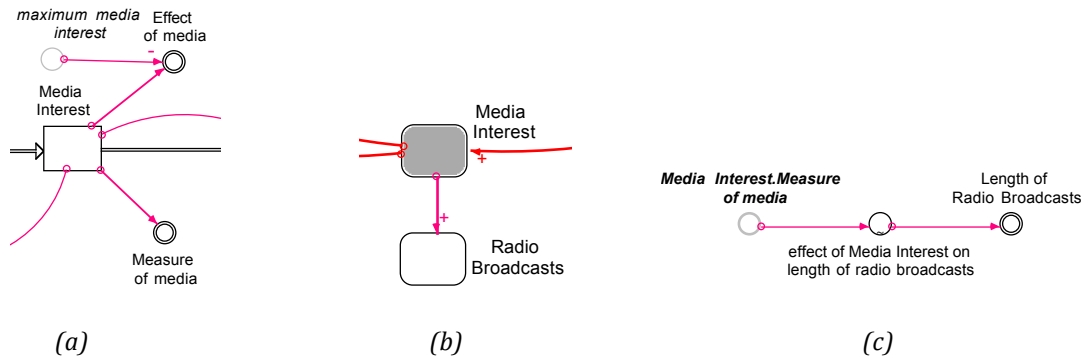 maximum media
interest
Effect
of media
-
Media
Interest
Measure
of media
(a)
Media
Interest
+
+
Radio
Broadcasts
(b)
Media Interest.Measure
of media
Length of
Radio Broadcasts
~
effect of Media Interest on
length of radio broadcasts
(c)